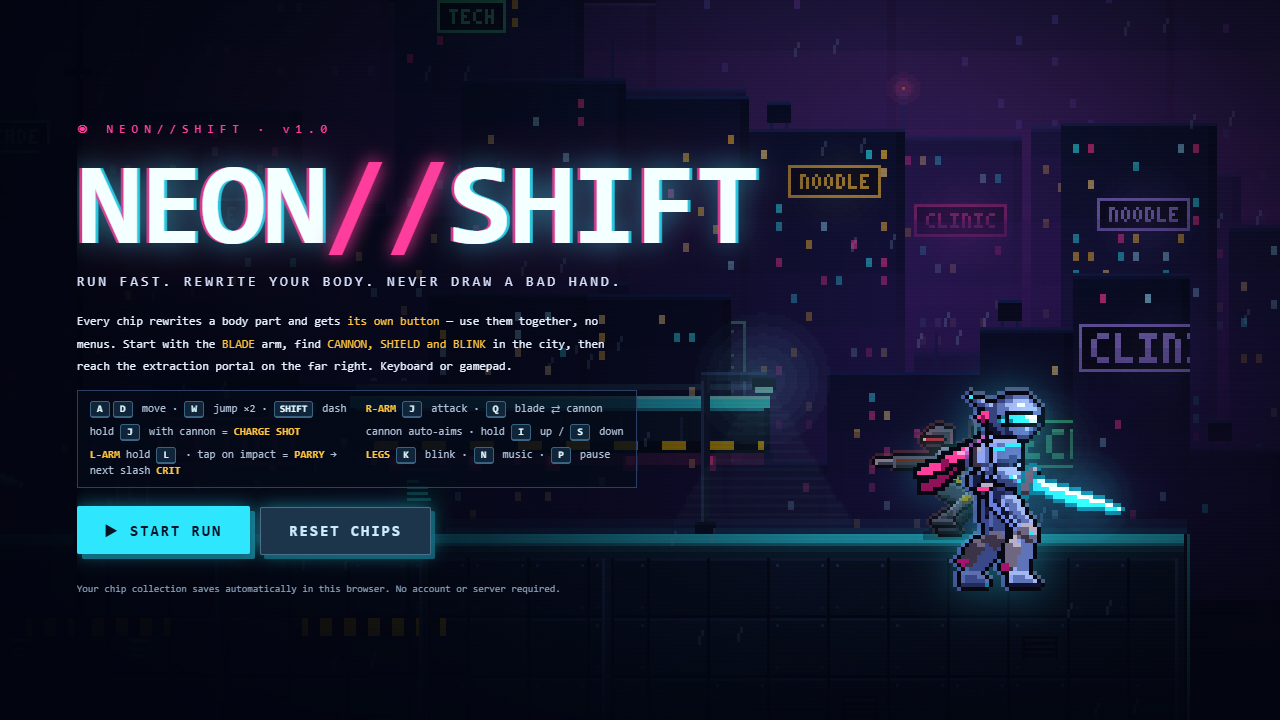 TECH
◉ NEON//SHIFT · v1.0
NEON//SHIFT
RUN FAST. REWRITE YOUR BODY. NEVER DRAW A BAD HAND.
Every chip rewrites a body part and gets its own button — use them together, no
menus. Start with the BLADE arm, find CANNON, SHIELD and BLINK in the city, then
reach the extraction portal on the far right. Keyboard or gamepad.
A D move · W jump ×2 · SHIFT dash
hold J with cannon = CHARGE SHOT
L-ARM hold L · tap on impact = PARRY →
next slash CRIT
R-ARM J attack · Q blade ⇄ cannon
cannon auto-aims · hold I up / S down
LEGS K blink · N music · P pause
▶ START RUN
RESET CHIPS
Your chip collection saves automatically in this browser. No account or server required.
NOODLE
CLINIC
NOODLE
CLIN